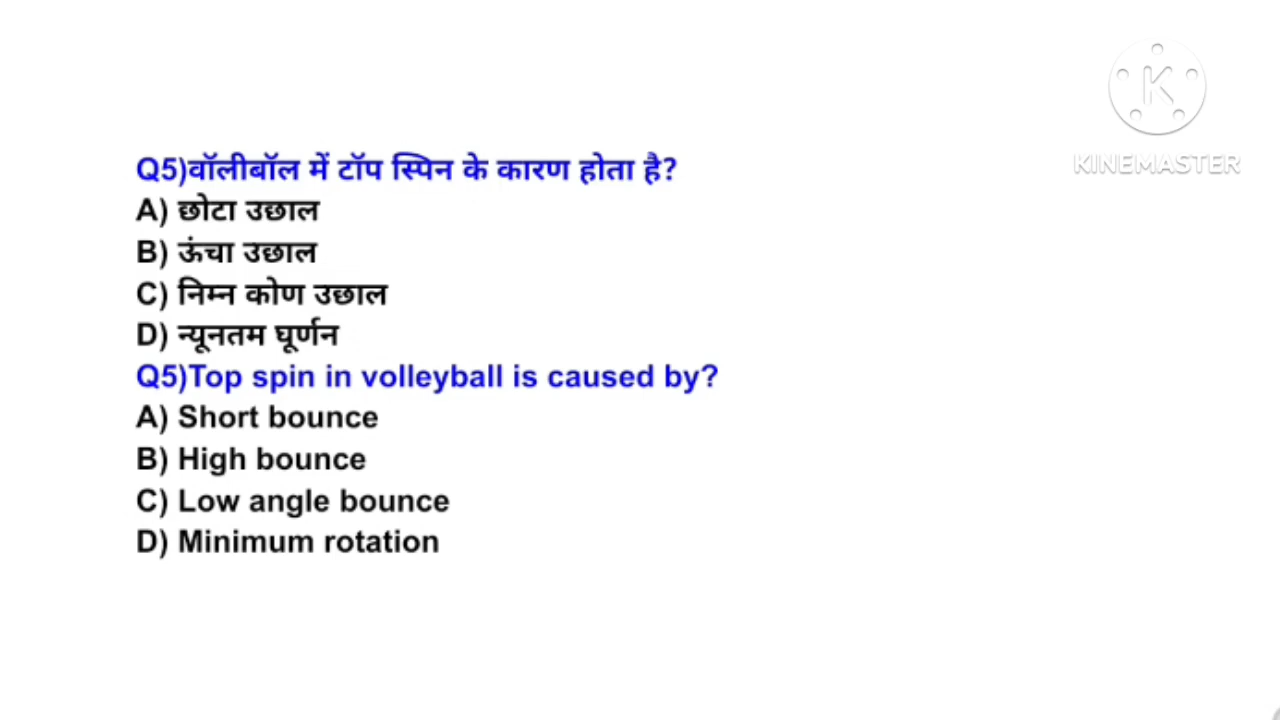 Q5)वॉलीबॉल में टॉप स्पिन के कारण होता है?
A) छोटा उछाल
B) ऊंचा उछाल
C) निम्न कोण उछाल
D) न्यूनतम घूर्णन
Q5)Top spin in volleyball is caused by?
A) Short bounce
B) High bounce
C) Low angle bounce
D) Minimum rotation
K
KINEMASTER